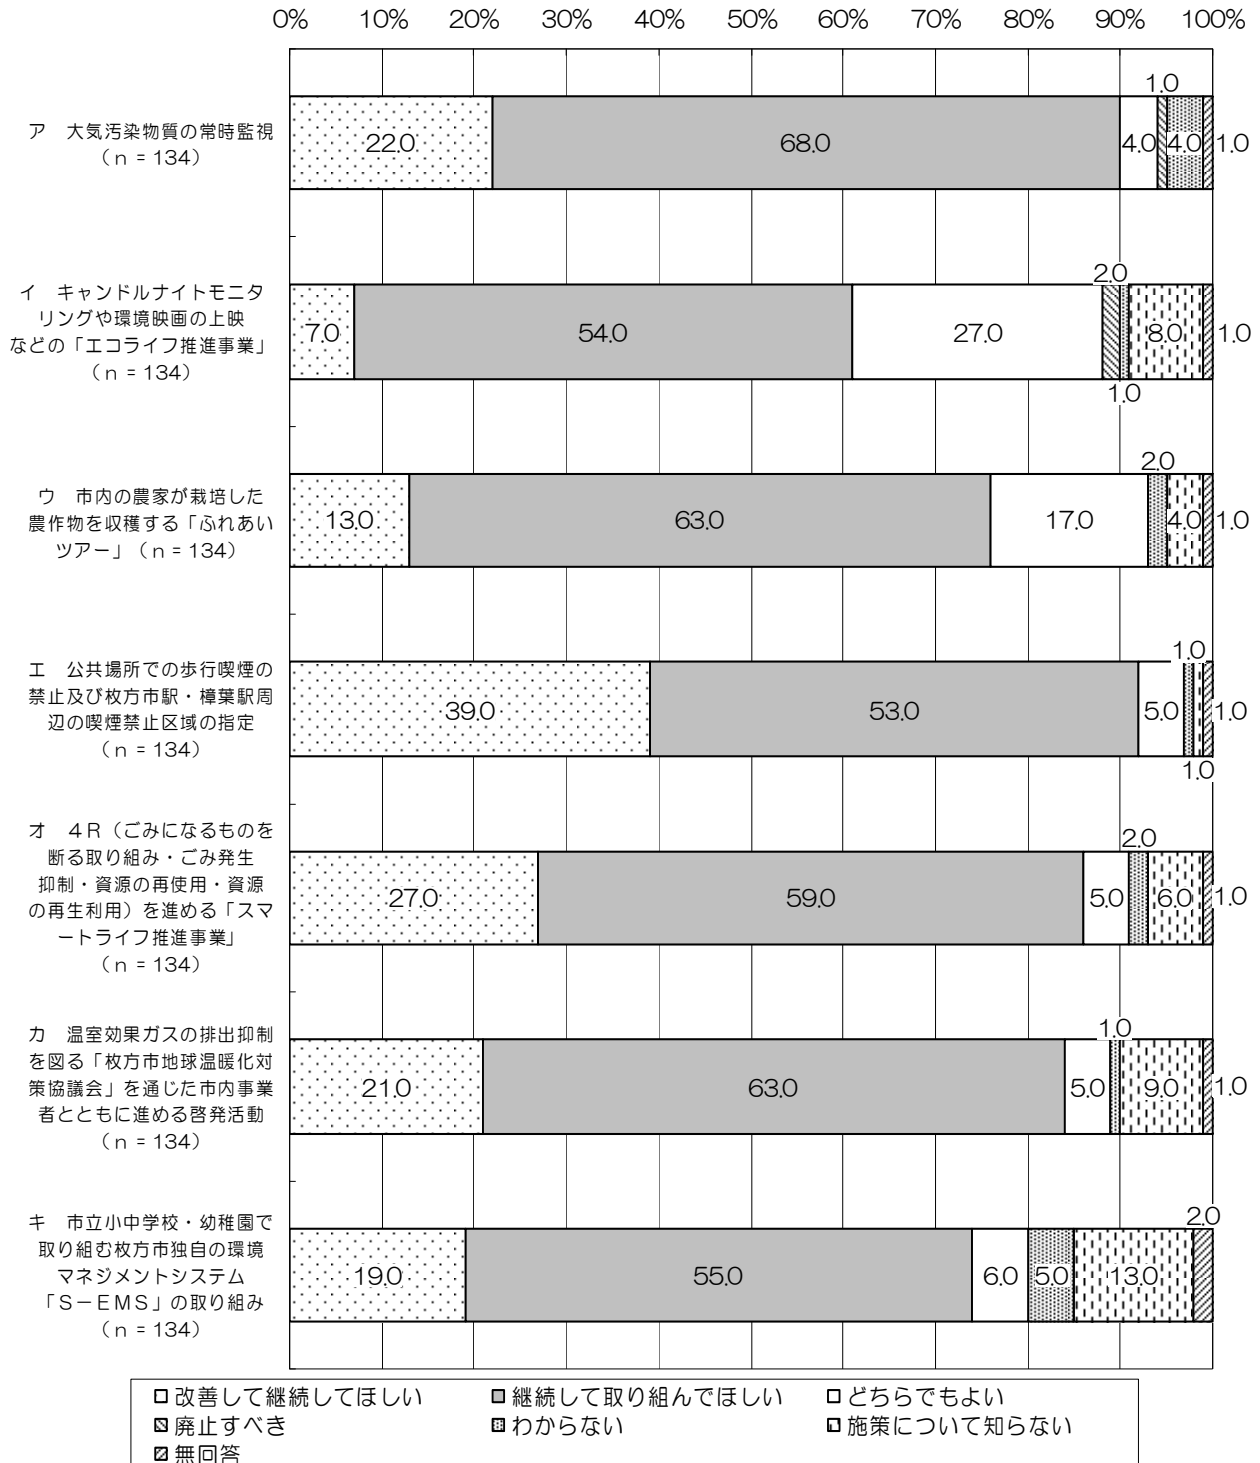 0% 10% 20% 30% 40% 50% 60% 70% 80% 90% 100%
1.0
ア 大気汚染物質の常時監視
（n = 134）
22.0 68.0 4.0 4.0 1.0
2.0
イ キャンドルナイトモニタ
リングや環境映画の上映
などの「エコライフ推進事業」
（n = 134）
7.0 54.0 27.0 8.0 1.0
1.0
2.0
ウ 市内の農家が栽培した
農作物を収穫する「ふれあい
ツアー」（n = 134）
13.0 63.0 17.0 4.0 1.0
1.0
エ 公共場所での歩行喫煙の
禁止及び枚方市駅・樟葉駅周
辺の喫煙禁止区域の指定
（n = 134）
39.0 53.0 5.0 1.0
1.0
2.0
オ ４Ｒ（ごみになるものを
断る取り組み・ごみ発生
抑制・資源の再使用・資源
の再生利用）を進める「スマ
ートライフ推進事業」
（n = 134）
27.0 59.0 5.0 6.0 1.0
1.0
カ 温室効果ガスの排出抑制
を図る「枚方市地球温暖化対
策協議会」を通じた市内事業
者とともに進める啓発活動
（n = 134）
21.0 63.0 5.0 9.0 1.0
2.0
キ 市立小中学校・幼稚園で
取り組む枚方市独自の環境
マネジメントシステム
「Ｓ－ＥＭＳ」の取り組み
（n = 134）
19.0 55.0 6.0 5.0 13.0
改善して継続してほしい 継続して取り組んでほしい どちらでもよい
廃止すべき わからない 施策について知らない
無回答